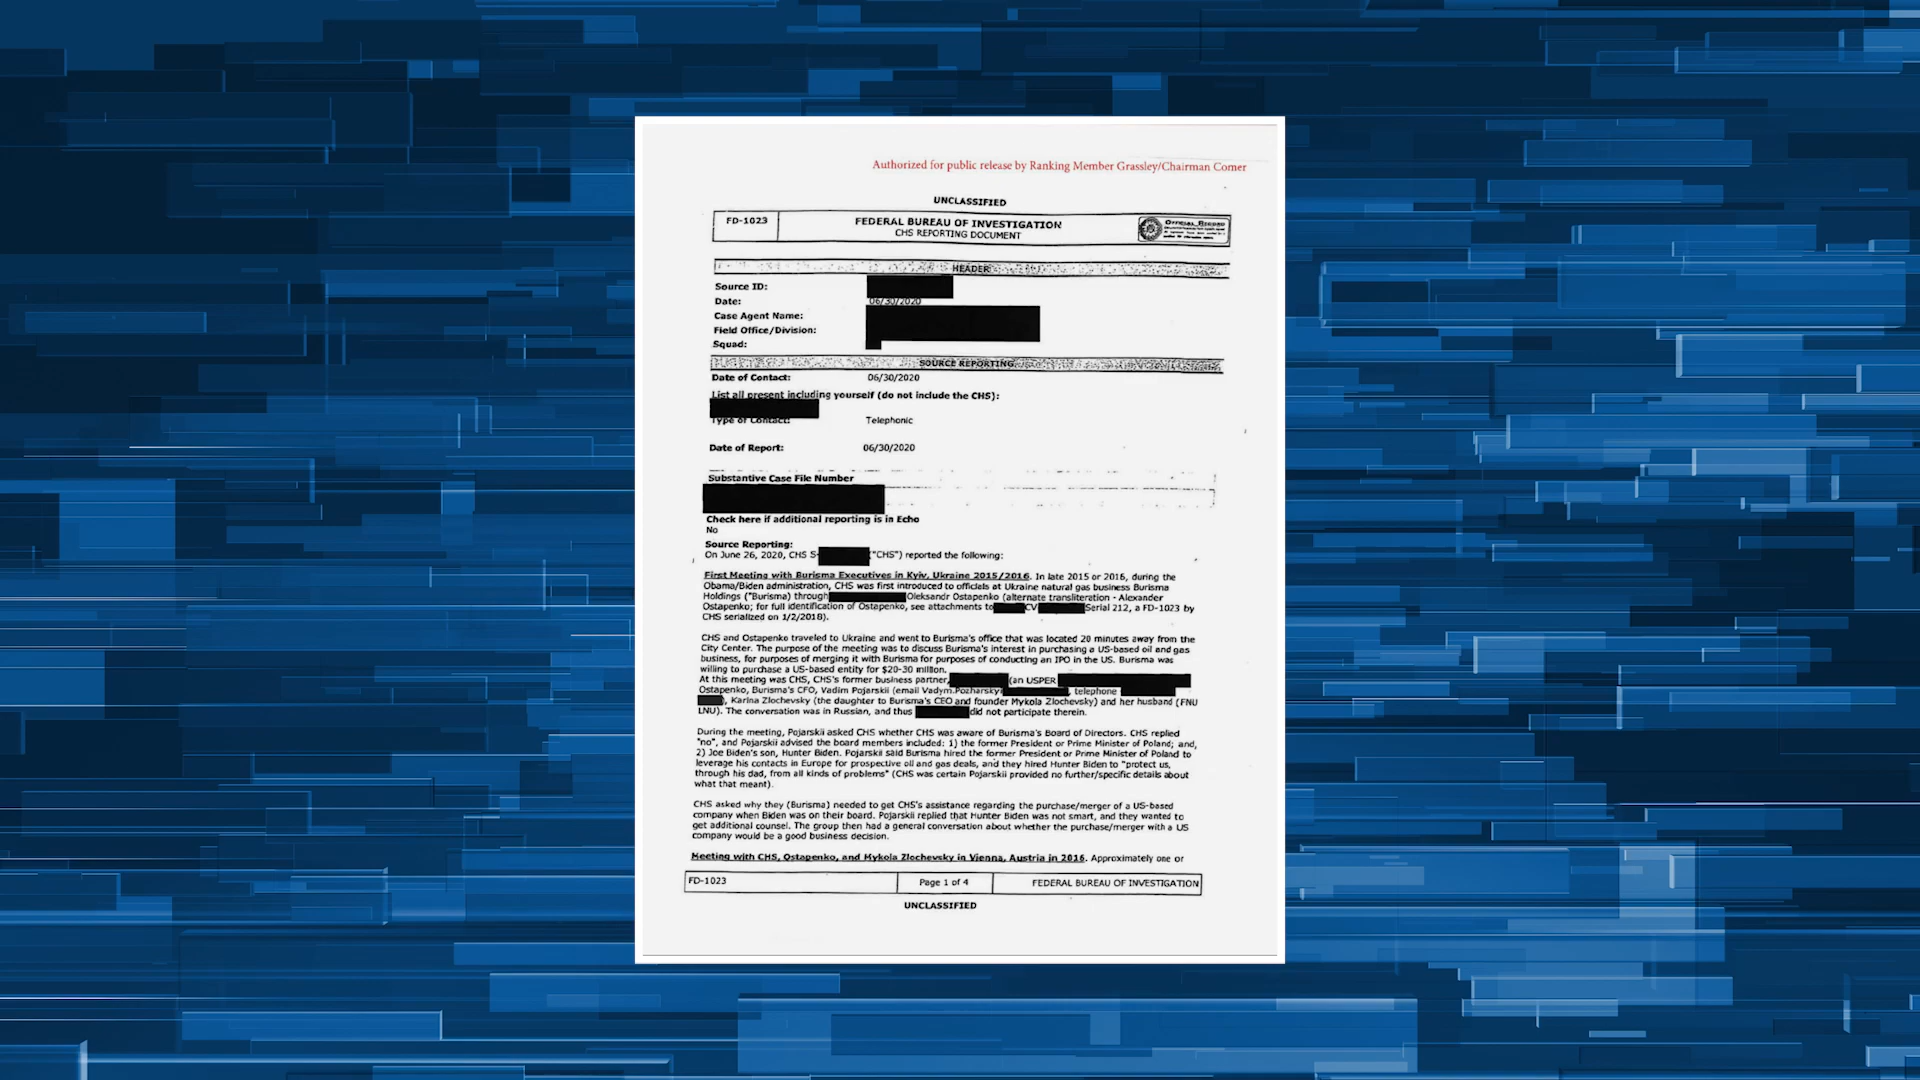 Authorized for public release by Ranking Member Grassley/Chairman Comer
UNCLASSIFIED
FD-1023
FEDERAL BUREAU OF INVESTIGATION
CHS REPORTING DOCUMENT
OFFICIAL RECORD
HEADER
Source ID:
Date: 06/30/2020
Case Agent Name:
Field Office/Division:
Squad:
SOURCE REPORTING
Date of Contact: 06/30/2020
List all present including yourself (do not include the CHS):
Type of Contact: Telephonic
Date of Report: 06/30/2020
Substantive Case File Number
Check here if additional reporting is in Echo
No
Source Reporting:
On June 26, 2020, CHS S- ("CHS") reported the following:
First Meeting with Burisma Executives in Kyiv, Ukraine 2015/2016. In late 2015 or 2016, during the
Obama/Biden administration, CHS was first introduced to officials at Ukraine natural gas business Burisma
Holdings ("Burisma) through Oleksandr Ostapenko (alternate transliteration - Alexander
Ostapenko; for full identification of Ostapenko, see attachments to CV Serial 212, a FD-1023 by
CHS serialized on 1/2/2018).
CHS and Ostapenko traveled to Ukraine and went to Burisma's office that was located 20 minutes away from the
City Center. The purpose of the meeting was to discuss Burisma's interest in purchasing a US-based oil and gas
business, for purposes of merging it with Burisma for purposes of conducting an IPO in the US. Burisma was
willing to purchase a US-based entity for $20-30 million.
At this meeting was CHS, CHS's former business partner, (an USPER
Ostapenko, Burisma's CFO, Vadim Pojarskii (email Vadym.Pozharsky , telephone
), Karina Zlochevsky (the daughter to Burisma's CEO and founder Mykola Zlochevsky) and her husband (FNU
LNU). The conversation was in Russian, and thus did not participate therein.
During the meeting, Pojarskii asked CHS whether CHS was aware of Burisma's Board of Directors. CHS replied
"no", and Pojarskii advised the board members included: 1) the former President or Prime Minister of Poland; and,
2) Joe Biden's son, Hunter Biden. Pojarskii said Burisma hired the former President or Prime Minister of Poland to
leverage his contacts in Europe for prospective oil and gas deals, and they hired Hunter Biden to "protect us,
through his dad, from all kinds of problems" (CHS was certain Pojarskii provided no further/specific details about
what that meant).
CHS asked why they (Burisma) needed to get CHS's assistance regarding the purchase/merger of a US-based
company when Biden was on their board. Pojarskii replied that Hunter Biden was not smart, and they wanted to
get additional counsel. The group then had a general conversation about whether the purchase/merger with a US
company would be a good business decision.
Meeting with CHS, Ostapenko, and Mykola Zlochevsky in Vienna, Austria in 2016. Approximately one or
FD-1023
Page 1 of 4
FEDERAL BUREAU OF INVESTIGATION
UNCLASSIFIED